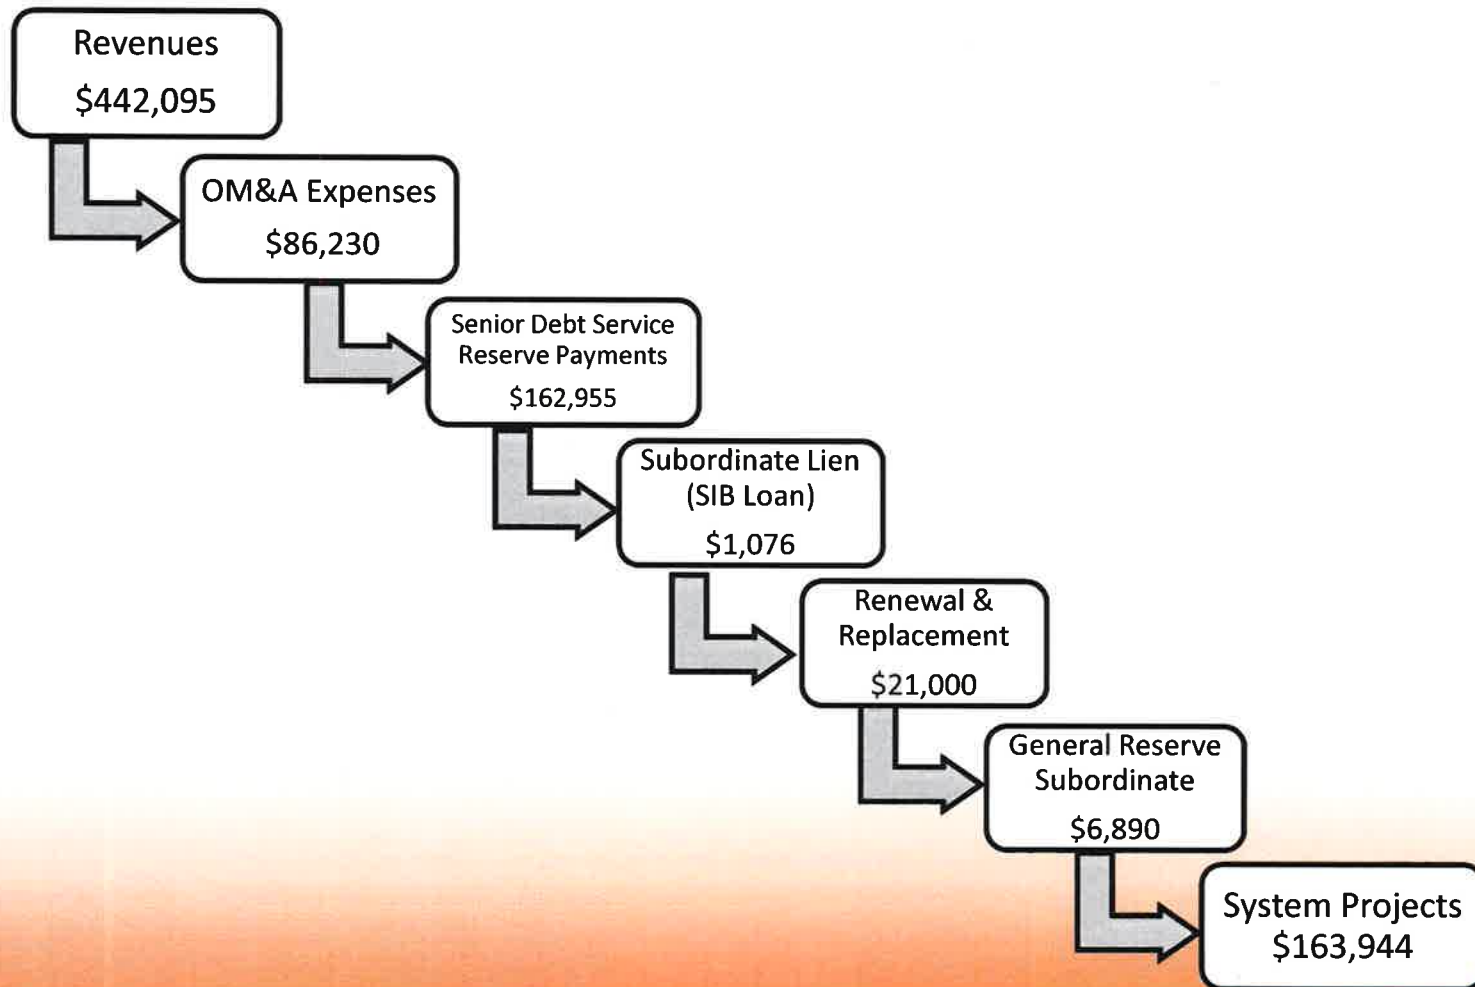 Revenues
$442,095
OM&A Expenses
$86,230
Senior Debt Service
Reserve Payments
$162,955
Subordinate Lien
(SIB Loan)
$1,076
Renewal &
Replacement
$21,000
General Reserve
Subordinate
$6,890
System Projects
$163,944